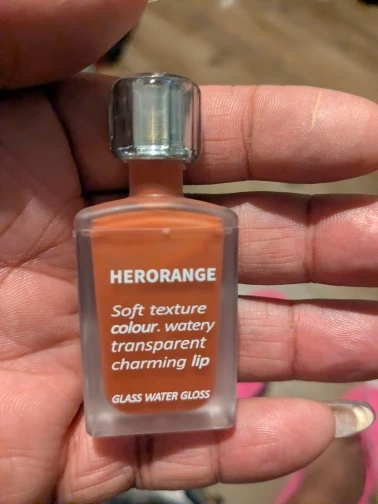 HERORANGE
Soft texture
colour. watery
transparent
charming lip
GLASS WATER GLOSS